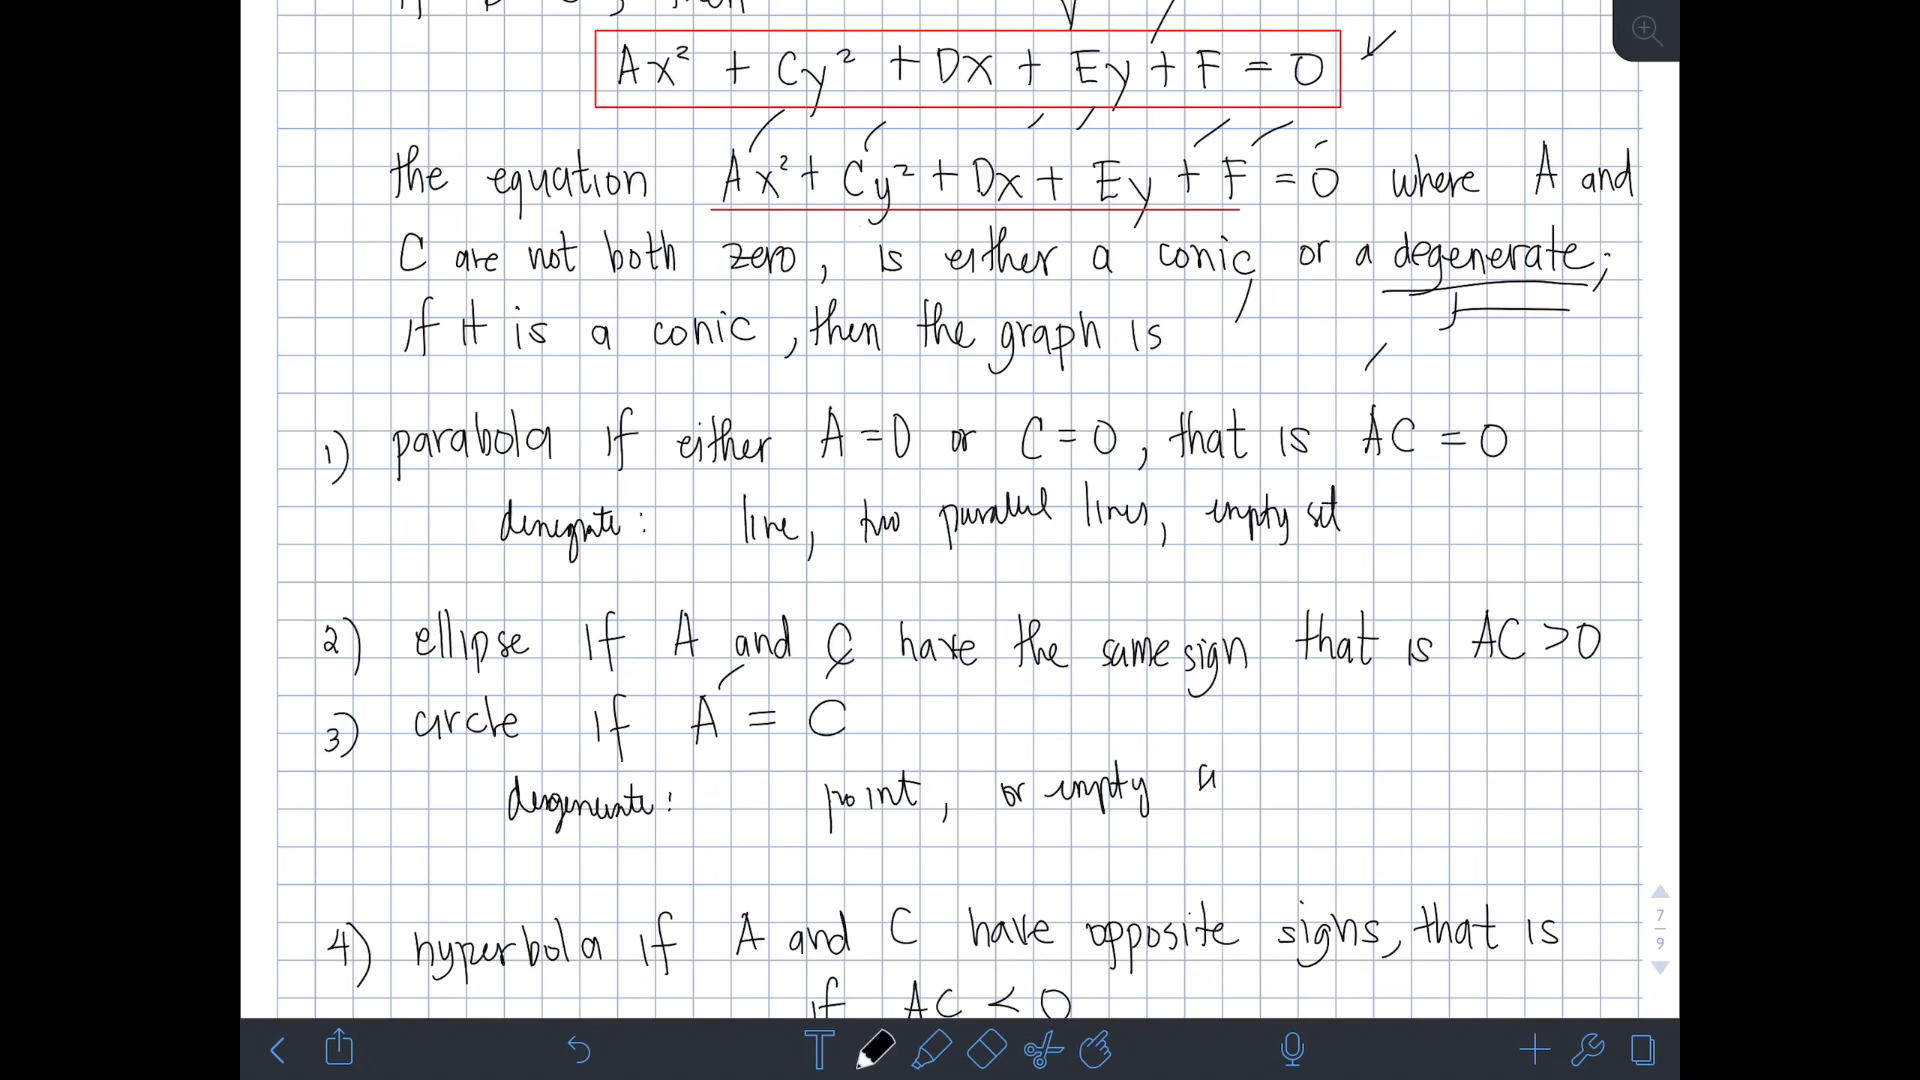 Ax² + Cy² + Dx + Ey + F = 0
the equation Ax² + Cy² + Dx + Ey + F = 0 where A and
C are not both zero, is either a conic or a degenerate;
if it is a conic, then the graph is
1) parabola if either A = 0 or C = 0, that is AC = 0
line, two parallel lines, empty set
2) ellipse if A and C have the same sign that is AC > 0
3) circle if A = C
degenerate: point, or empty
4) hyperbola if A and C have opposite signs, that is
if AC < 0
7
9
T